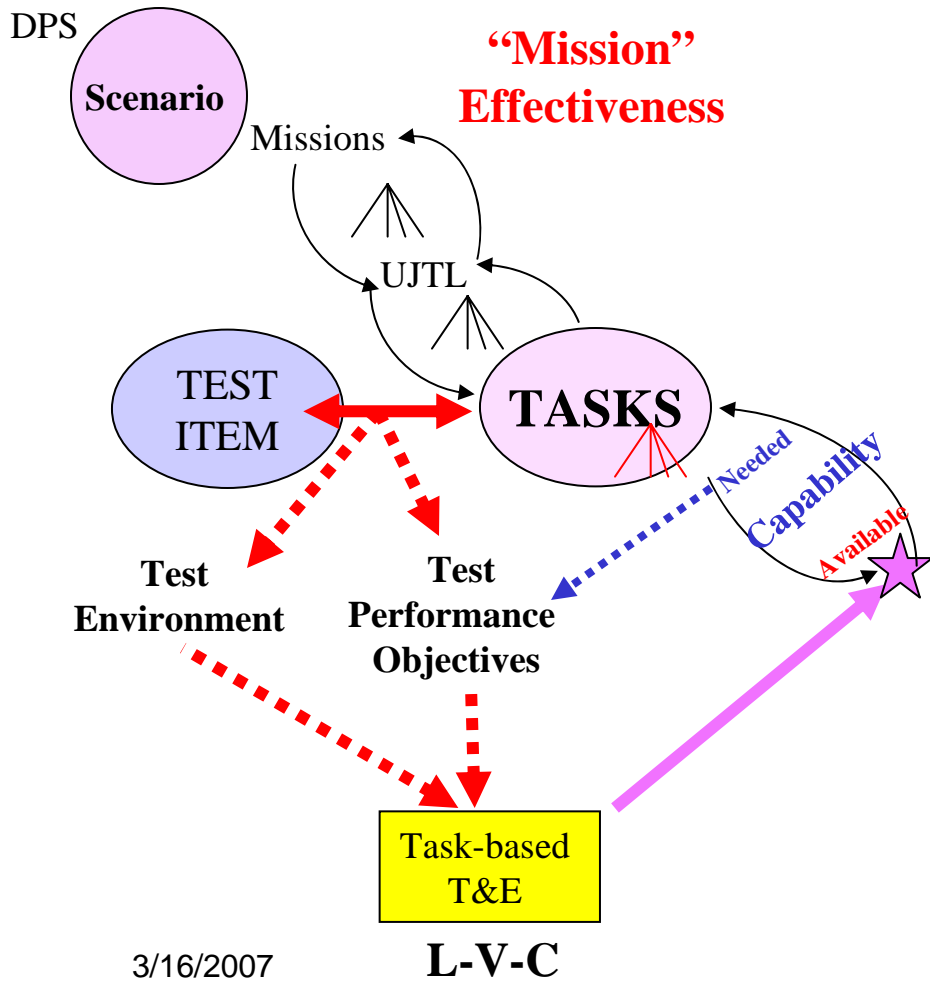 DPS
Scenario
“Mission”
Effectiveness
Missions
UJTL
TEST
ITEM
TASKS
Needed
Capability
Available
Test
Environment
Test
Performance
Objectives
Task-based
T&E
L-V-C
3/16/2007